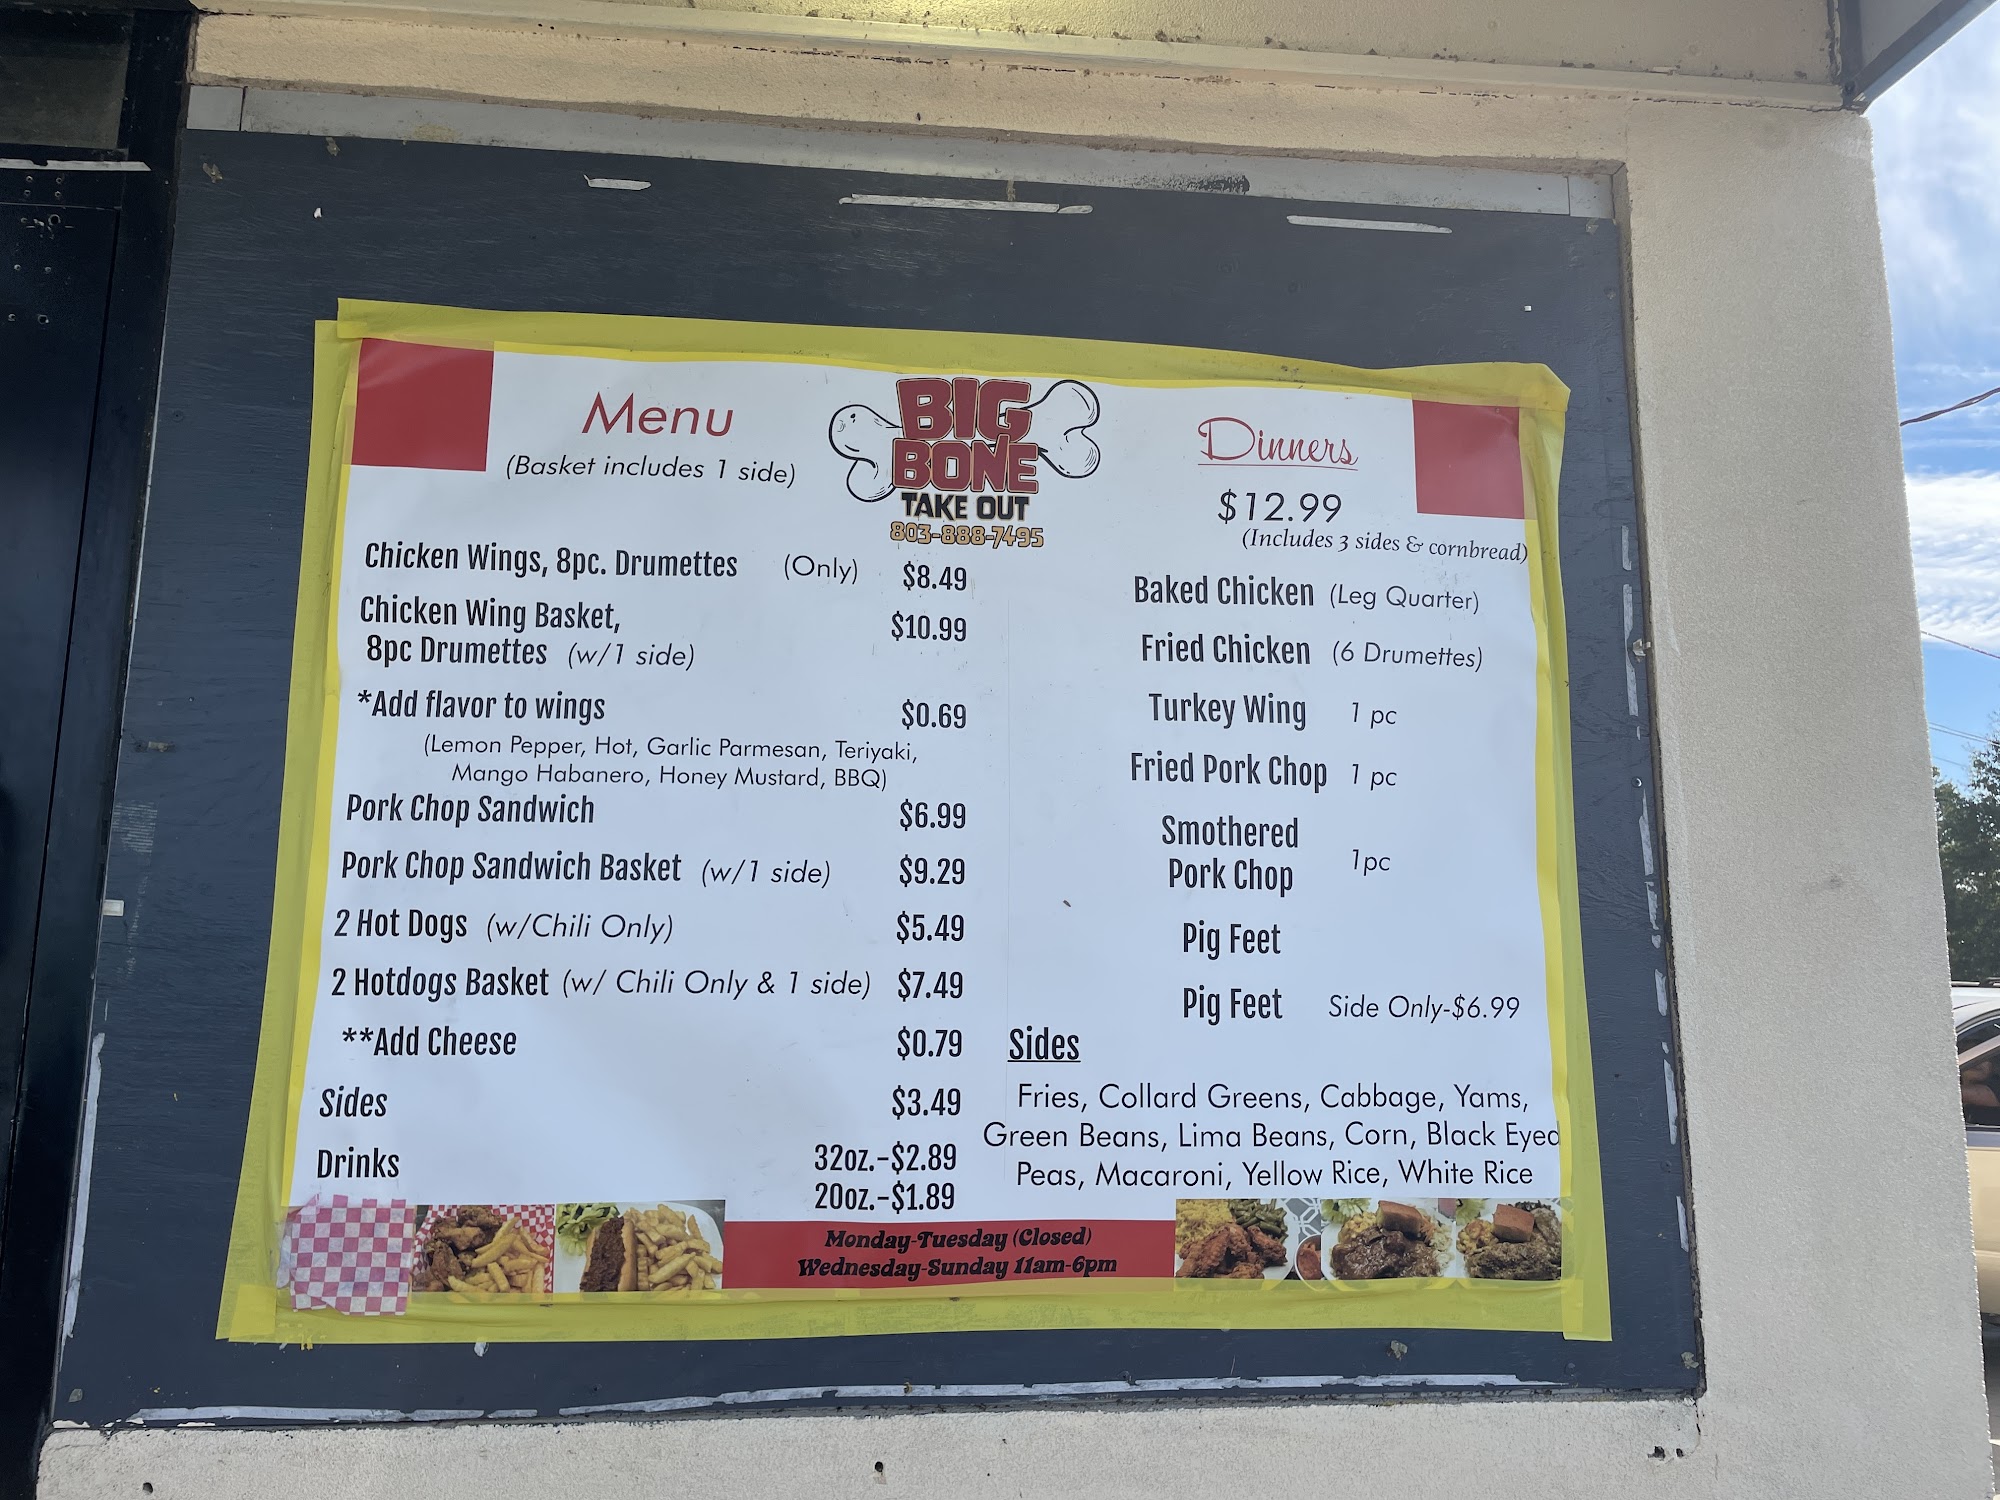 Menu
(Basket includes 1 side)
BIG
BONE
TAKE OUT
803-888-7495
Chicken Wings, 8pc. Drumettes (Only) $8.49
Chicken Wing Basket, $10.99
8pc Drumettes (w/1 side)
*Add flavor to wings $0.69
(Lemon Pepper, Hot, Garlic Parmesan, Teriyaki,
Mango Habanero, Honey Mustard, BBQ)
Pork Chop Sandwich $6.99
Pork Chop Sandwich Basket (w/1 side) $9.29
2 Hot Dogs (w/Chili Only) $5.49
2 Hotdogs Basket (w/ Chili Only & 1 side) $7.49
**Add Cheese $0.79
Sides $3.49
Drinks 32oz.-$2.89
20oz.-$1.89
Dinners
$12.99
(Includes 3 sides & cornbread)
Baked Chicken (Leg Quarter)
Fried Chicken (6 Drumettes)
Turkey Wing 1 pc
Fried Pork Chop 1 pc
Smothered
Pork Chop 1pc
Pig Feet
Pig Feet Side Only-$6.99
Sides
Fries, Collard Greens, Cabbage, Yams,
Green Beans, Lima Beans, Corn, Black Eyed
Peas, Macaroni, Yellow Rice, White Rice
Monday-Tuesday (Closed)
Wednesday-Sunday 11am-6pm